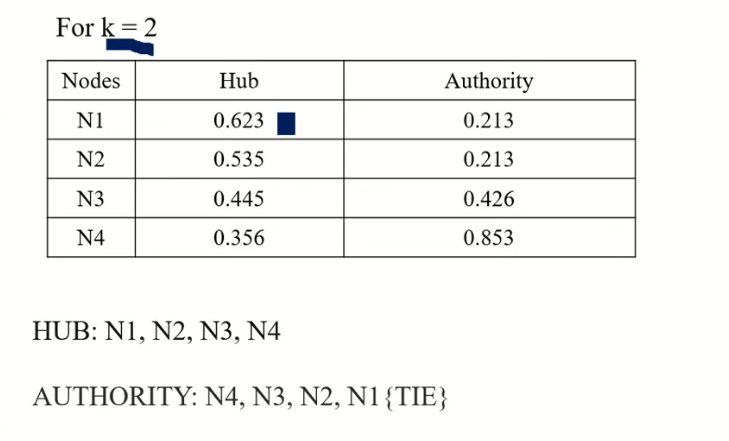 For k = 2
Nodes Hub Authority
N1 0.623 0.213
N2 0.535 0.213
N3 0.445 0.426
N4 0.356 0.853
HUB: N1, N2, N3, N4
AUTHORITY: N4, N3, N2, N1{TIE}